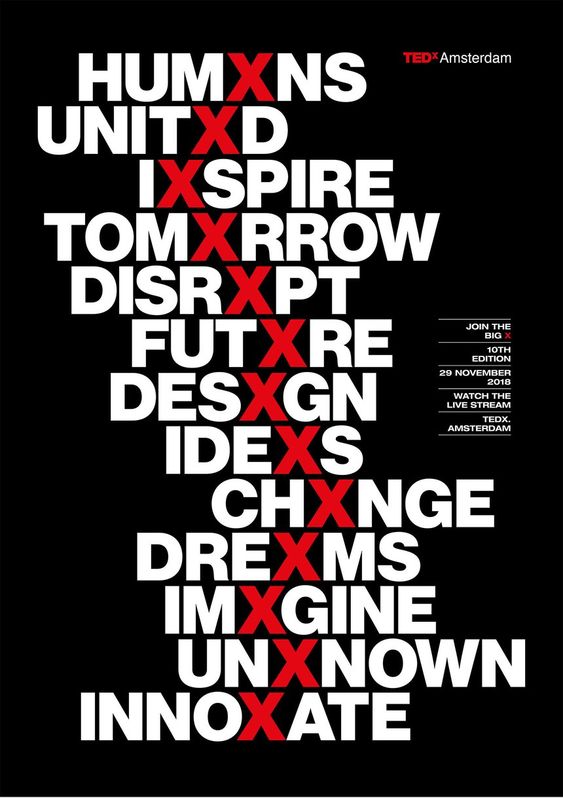 TEDx Amsterdam
HUMXNS
UNITXD
IXSPIRE
TOMXRROW
DISRXPT
FUTXRE
DESXGN
IDEXS
CHXNGE
DREXMS
IMXGINE
UNXNOWN
INNOXATE
JOIN THE
BIG X
10TH
EDITION
29 NOVEMBER
2018
WATCH THE
LIVE STREAM
TEDX.
AMSTERDAM